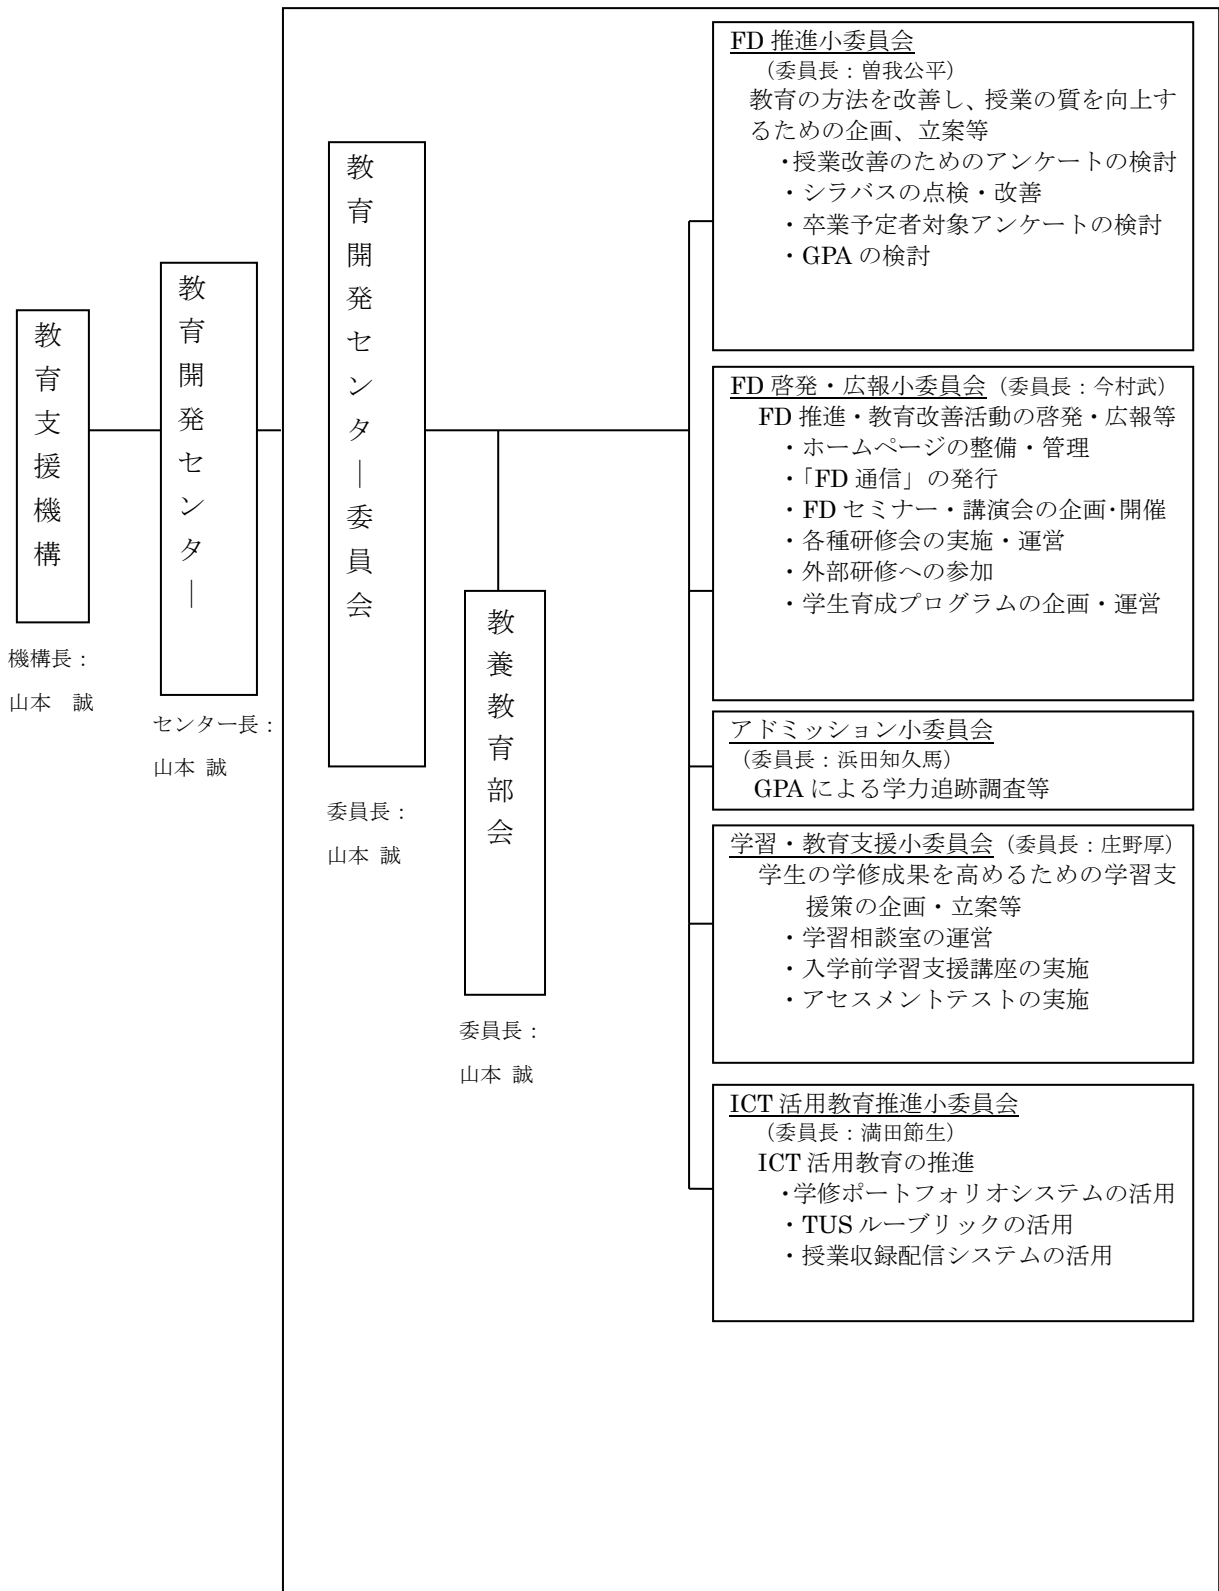 教育支援機構
機構長：
山本　誠
教育開発センター
センター長：
山本 誠
教育開発センター委員会
委員長：
山本 誠
教養教育部会
委員長：
山本 誠
FD 推進小委員会
（委員長：曽我公平）
教育の方法を改善し、授業の質を向上す
るための企画、立案等
・授業改善のためのアンケートの検討
・シラバスの点検・改善
・卒業予定者対象アンケートの検討
・GPA の検討
FD 啓発・広報小委員会（委員長：今村武）
FD 推進・教育改善活動の啓発・広報等
・ホームページの整備・管理
・「FD 通信」の発行
・FD セミナー・講演会の企画・開催
・各種研修会の実施・運営
・外部研修への参加
・学生育成プログラムの企画・運営
アドミッション小委員会
（委員長：浜田知久馬）
GPA による学力追跡調査等
学習・教育支援小委員会（委員長：庄野厚）
学生の学修成果を高めるための学習支
援策の企画・立案等
・学習相談室の運営
・入学前学習支援講座の実施
・アセスメントテストの実施
ICT 活用教育推進小委員会
（委員長：満田節生）
ICT 活用教育の推進
・学修ポートフォリオシステムの活用
・TUS ルーブリックの活用
・授業収録配信システムの活用